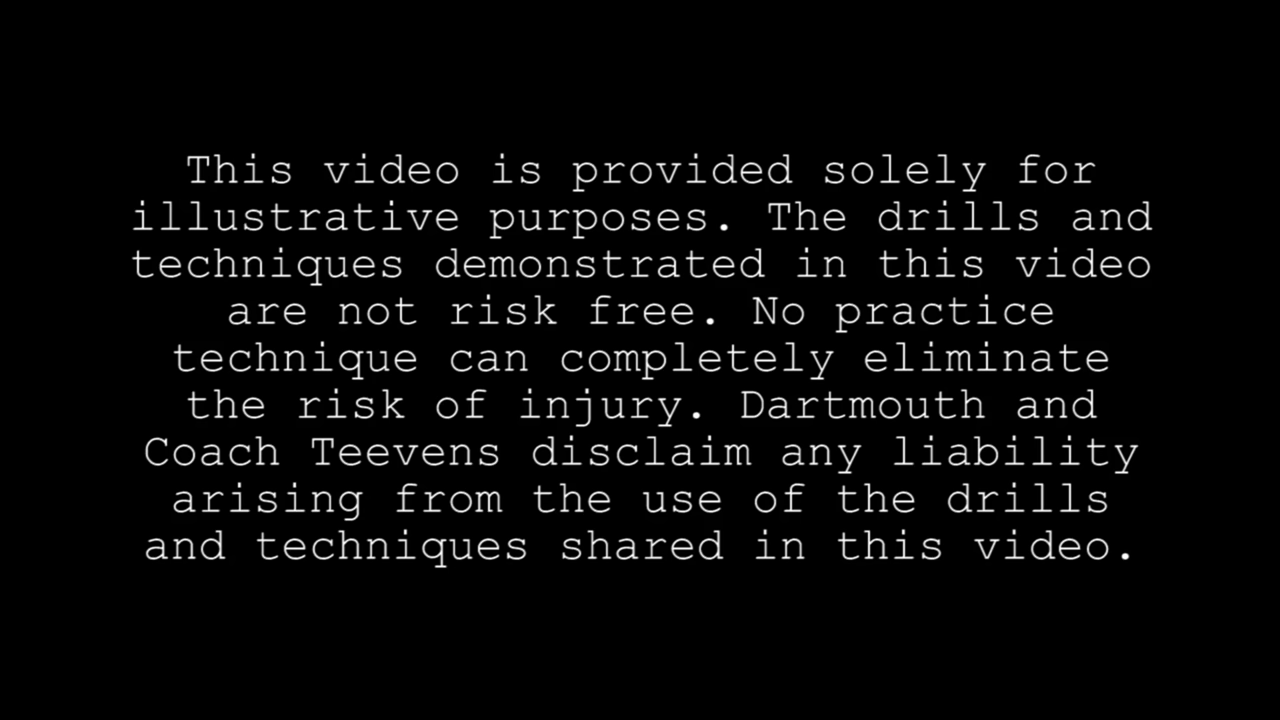 This video is provided solely for
illustrative purposes. The drills and
techniques demonstrated in this video
are not risk free. No practice
technique can completely eliminate
the risk of injury. Dartmouth and
Coach Teevens disclaim any liability
arising from the use of the drills
and techniques shared in this video.